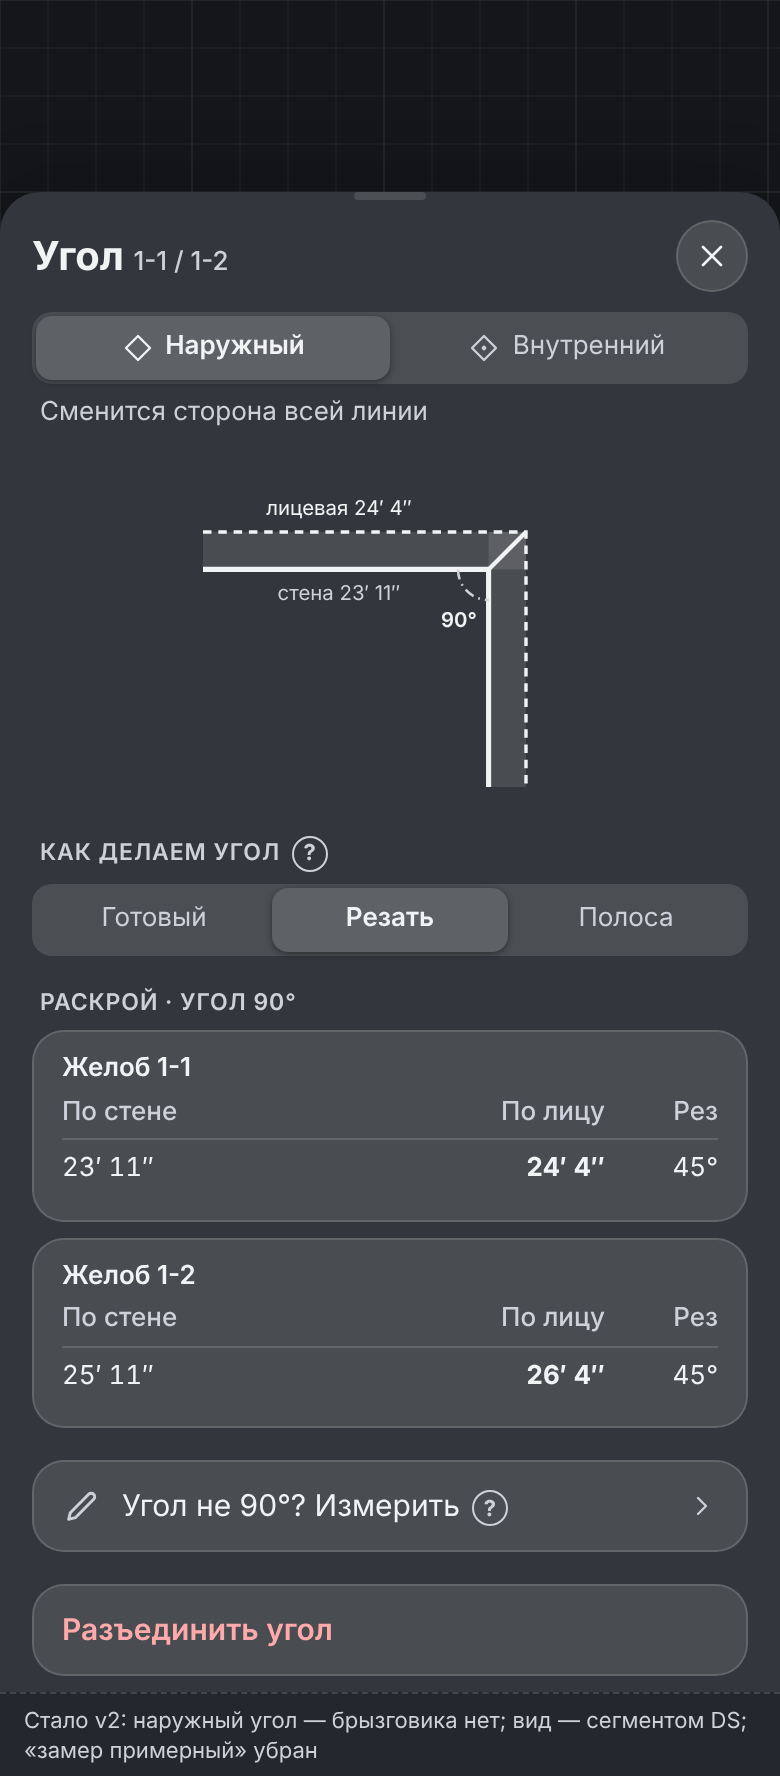 Угол 1-1 / 1-2
Наружный
Внутренний
Сменится сторона всей линии
лицевая 24′ 4″
стена 23′ 11″
90°
КАК ДЕЛАЕМ УГОЛ ?
Готовый
Резать
Полоса
РАСКРОЙ · УГОЛ 90°
Желоб 1-1
По стене По лицу Рез
23′ 11″ 24′ 4″ 45°
Желоб 1-2
По стене По лицу Рез
25′ 11″ 26′ 4″ 45°
Угол не 90°? Измерить ?
Разъединить угол
Стало v2: наружный угол — брызговика нет; вид — сегментом DS;
«замер примерный» убран